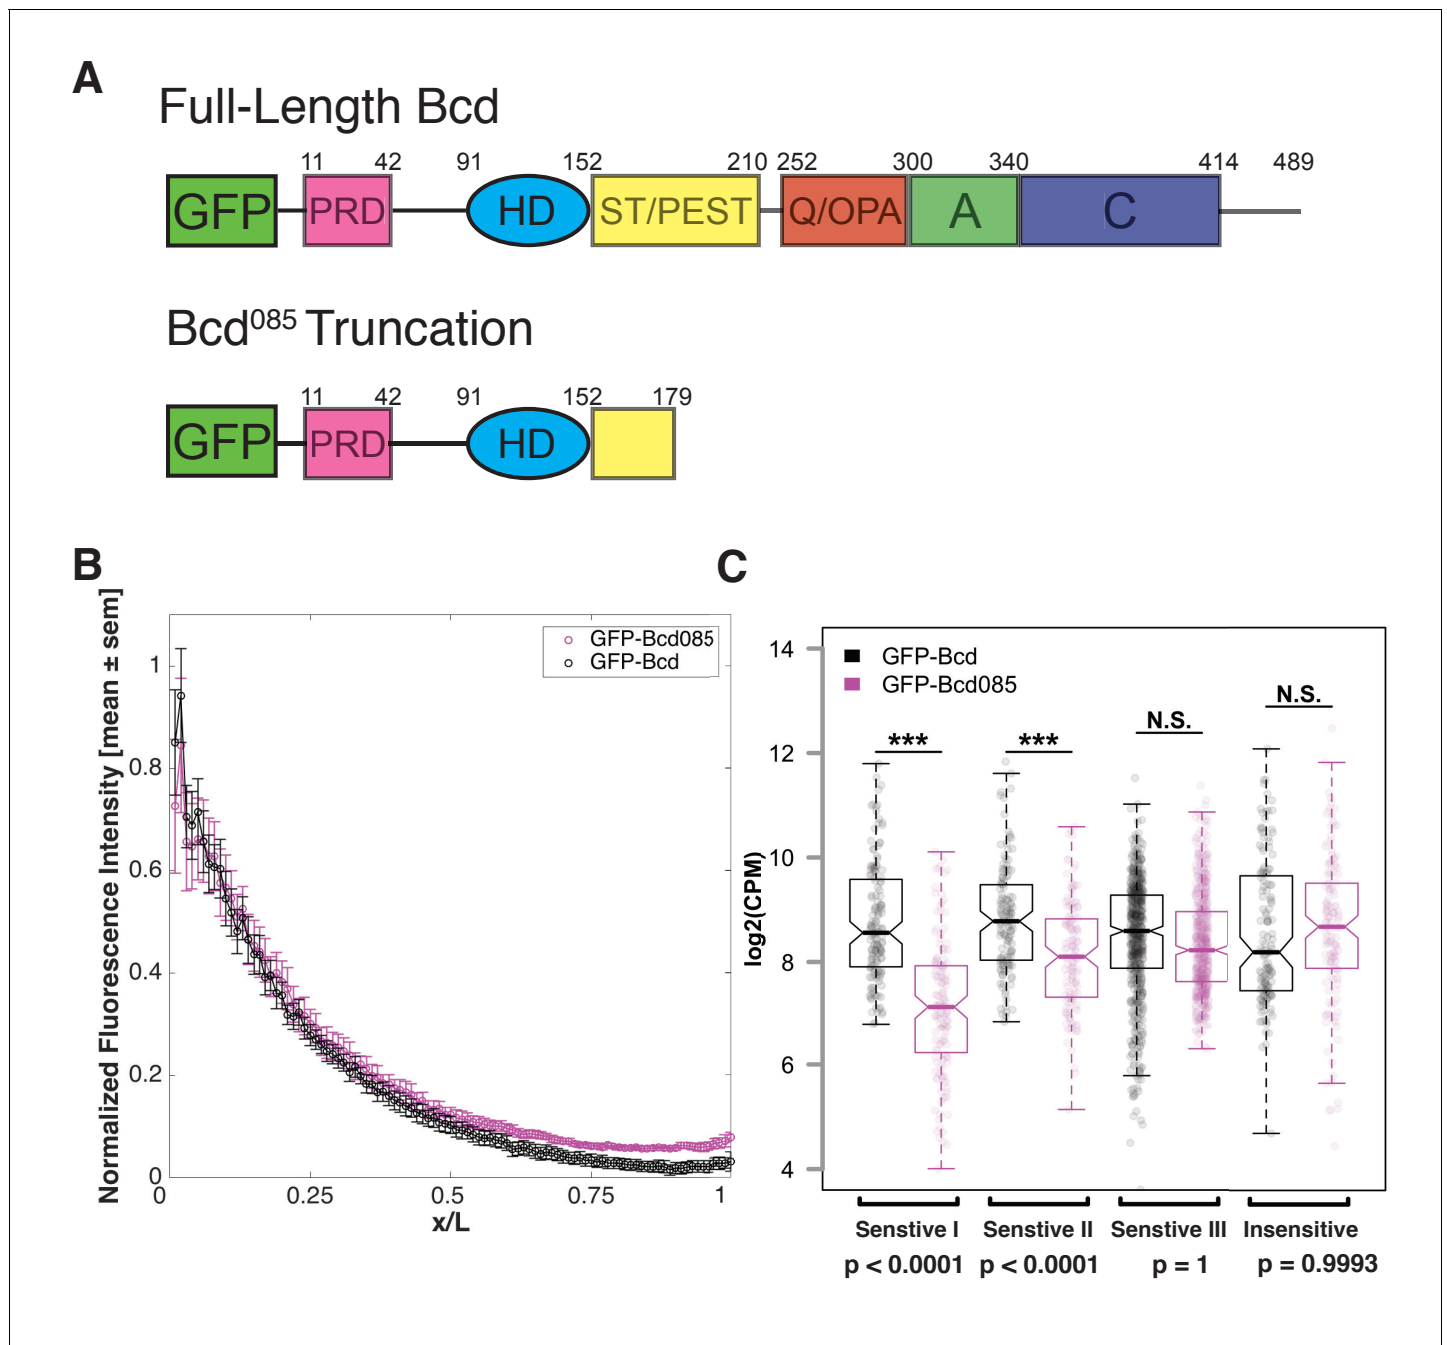 A
Full-Length Bcd
11 42 91 152 210 252 300 340 414 489
GFP PRD HD ST/PEST Q/OPA A C
Bcd085 Truncation
11 42 91 152 179
GFP PRD HD
B
Normalized Fluorescence Intensity [mean ± sem]
1
0.8
0.6
0.4
0.2
0
GFP-Bcd085
GFP-Bcd
0 0.25 0.5 0.75 1
x/L
C
log2(CPM)
14
12
10
8
6
4
GFP-Bcd
GFP-Bcd085
*** *** N.S. N.S.
Senstive I Senstive II Senstive III Insensitive
p < 0.0001 p < 0.0001 p = 1 p = 0.9993